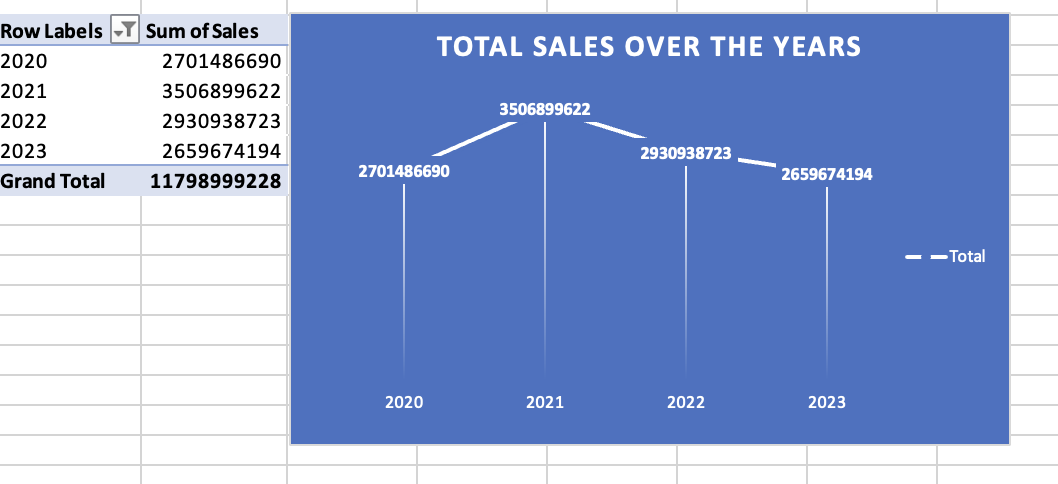 Row Labels Sum of Sales
2020 2701486690
2021 3506899622
2022 2930938723
2023 2659674194
Grand Total 11798999228
TOTAL SALES OVER THE YEARS
3506899622
2701486690
2930938723
2659674194
Total
2020 2021 2022 2023